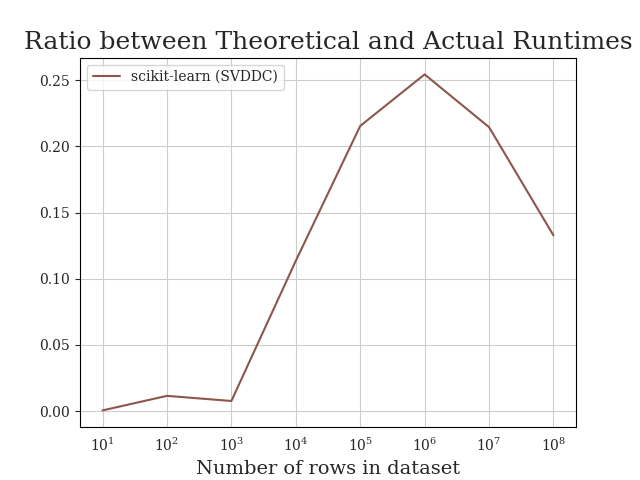 Ratio between Theoretical and Actual Runtimes
scikit-learn (SVDDC)
0.25
0.20
0.15
0.10
0.05
0.00
10¹ 10² 10³ 10⁴ 10⁵ 10⁶ 10⁷ 10⁸
Number of rows in dataset